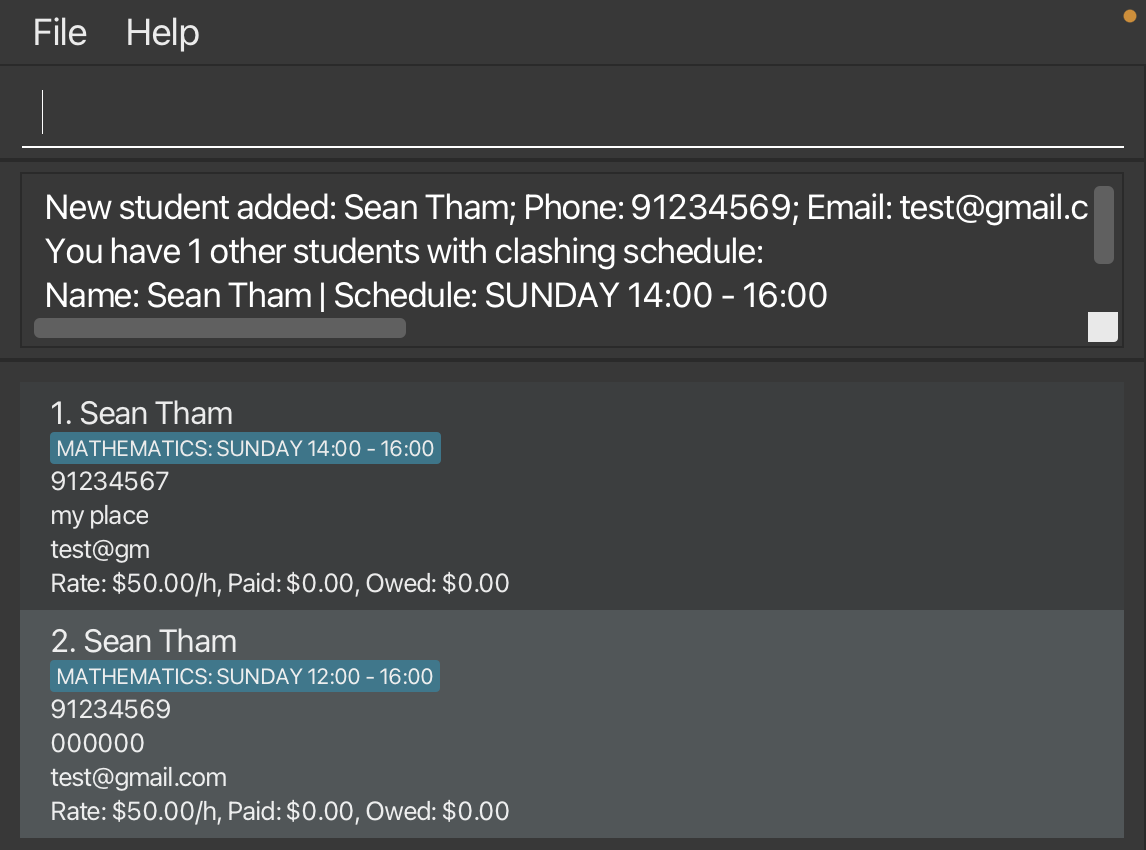 File Help
New student added: Sean Tham; Phone: 91234569; Email: test@gmail.c
You have 1 other students with clashing schedule:
Name: Sean Tham | Schedule: SUNDAY 14:00 - 16:00
1. Sean Tham
MATHEMATICS: SUNDAY 14:00 - 16:00
91234567
my place
test@gm
Rate: $50.00/h, Paid: $0.00, Owed: $0.00
2. Sean Tham
MATHEMATICS: SUNDAY 12:00 - 16:00
91234569
000000
test@gmail.com
Rate: $50.00/h, Paid: $0.00, Owed: $0.00